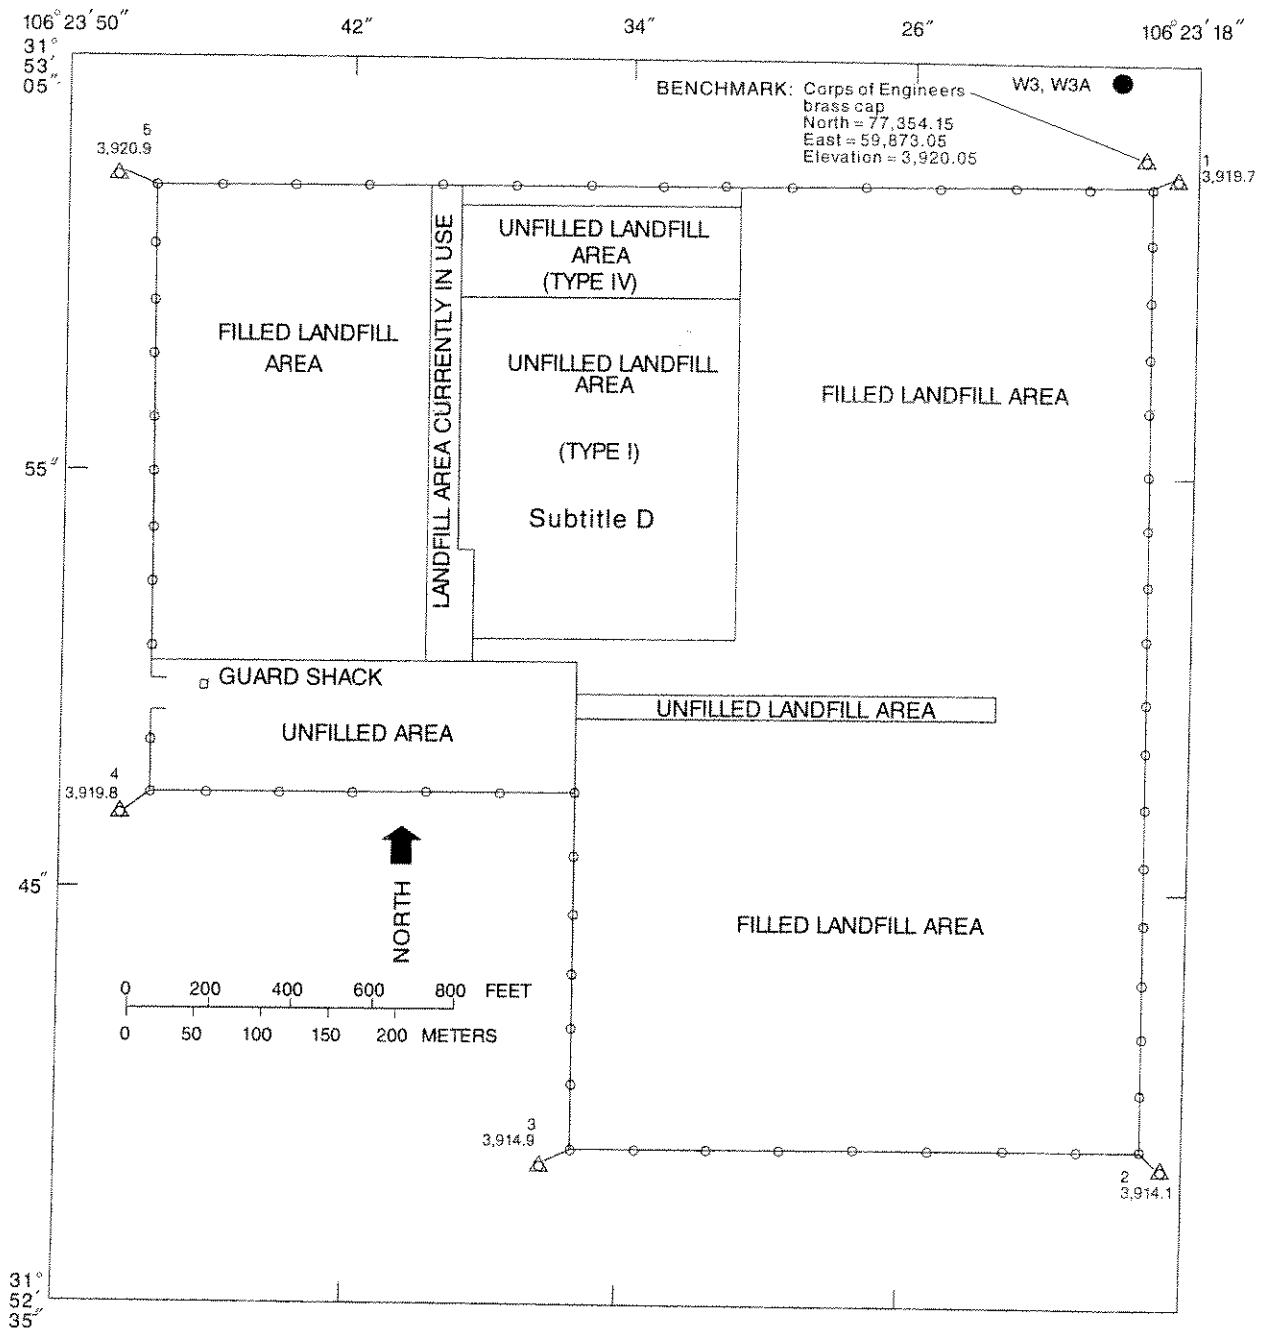 106° 23′ 50″
42″
34″
26″
106° 23′ 18″
31°
53′
05″
BENCHMARK: Corps of Engineers
brass cap
North = 77,354.15
East = 59,873.05
Elevation = 3,920.05
W3, W3A
5
3,920.9
1
3,919.7
UNFILLED LANDFILL
AREA
(TYPE IV)
LANDFILL AREA CURRENTLY IN USE
FILLED LANDFILL
AREA
UNFILLED LANDFILL
AREA
(TYPE I)
Subtitle D
FILLED LANDFILL AREA
55″
GUARD SHACK
UNFILLED AREA
UNFILLED LANDFILL AREA
4
3,919.8
45″
NORTH
FILLED LANDFILL AREA
0 200 400 600 800 FEET
0 50 100 150 200 METERS
3
3,914.9
2
3,914.1
31°
52′
35″